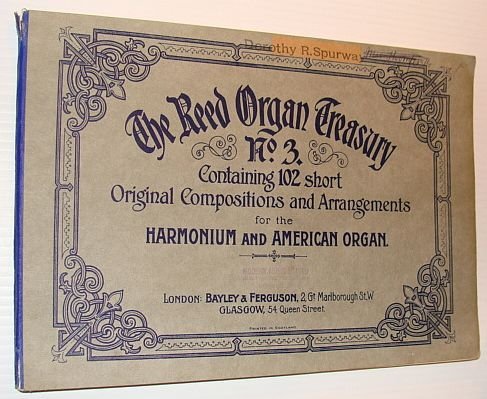 Dorothy R. Spurway
The Reed Organ Treasury
No. 3.
Containing 102 short
Original Compositions and Arrangements
for the
HARMONIUM AND AMERICAN ORGAN.
LONDON: BAYLEY & FERGUSON, 2 Gt Marlborough St. W
GLASGOW, 54 Queen Street.
PRINTED IN SCOTLAND